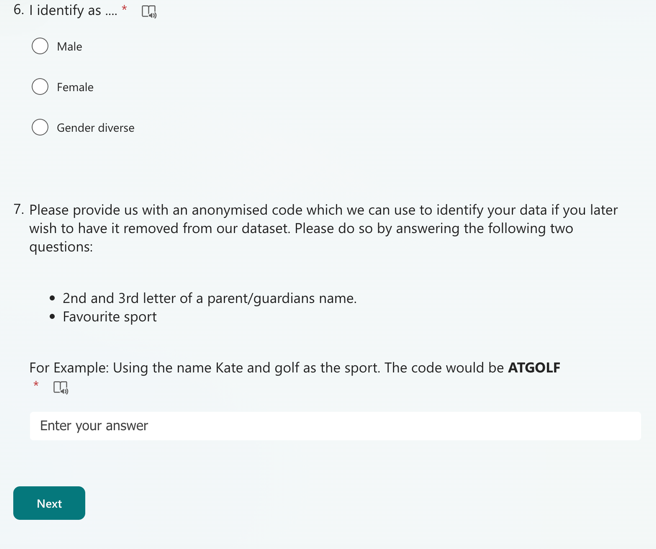 6. I identify as .... *
Male
Female
Gender diverse
7. Please provide us with an anonymised code which we can use to identify your data if you later
wish to have it removed from our dataset. Please do so by answering the following two
questions:
• 2nd and 3rd letter of a parent/guardians name.
• Favourite sport
For Example: Using the name Kate and golf as the sport. The code would be ATGOLF
*
Enter your answer
Next